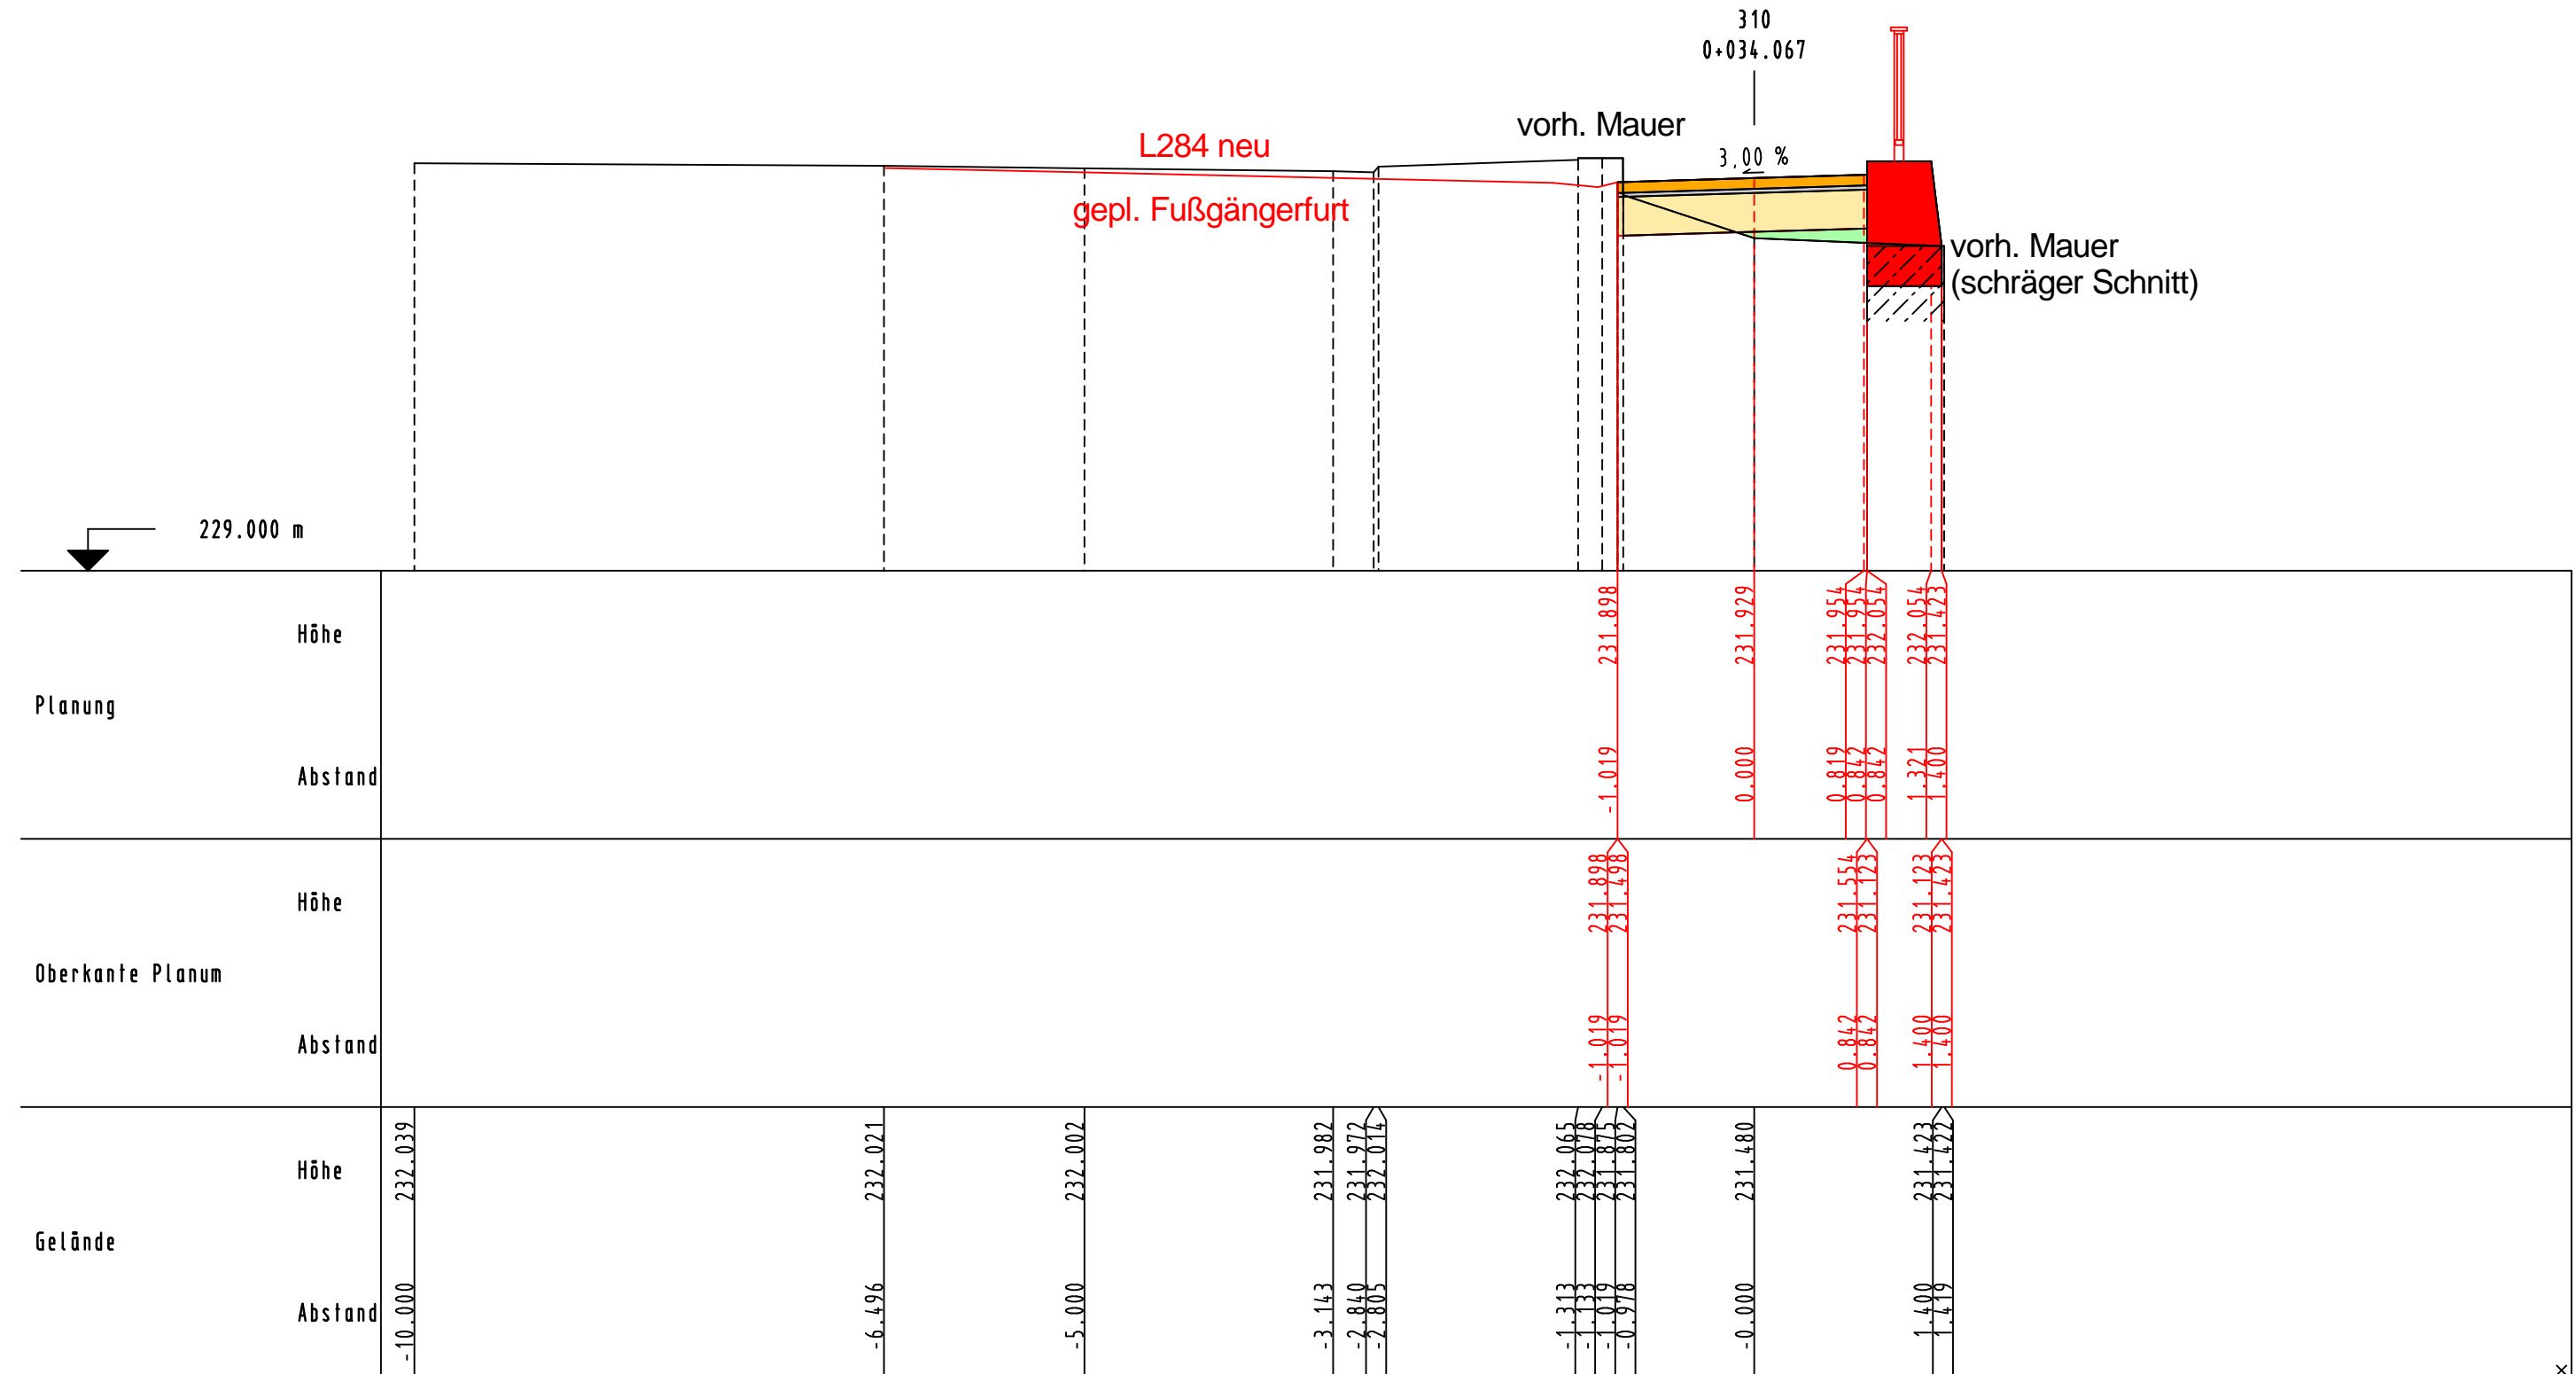 310
0+034.067
vorh. Mauer
L284 neu
3,00 %
gepl. Fußgängerfurt
vorh. Mauer
(schräger Schnitt)
229.000 m
Planung
Höhe
231.898 231.929 231.954 231.954 232.054 232.054 231.423
Abstand
-1.019 0.000 0.819 0.842 0.842 1.321 1.400
Oberkante Planum
Höhe
231.898 231.498 231.554 231.123 231.123 231.423
Abstand
-1.019 -1.019 0.842 0.842 1.400 1.400
Gelände
Höhe
232.039 232.021 232.002 231.982 231.972 232.014 232.065 232.078 231.875 231.802 231.480 231.423 231.422
Abstand
-10.000 -6.496 -5.000 -3.143 -2.840 -2.805 -1.313 -1.133 -1.019 -0.978 -0.000 1.400 1.419